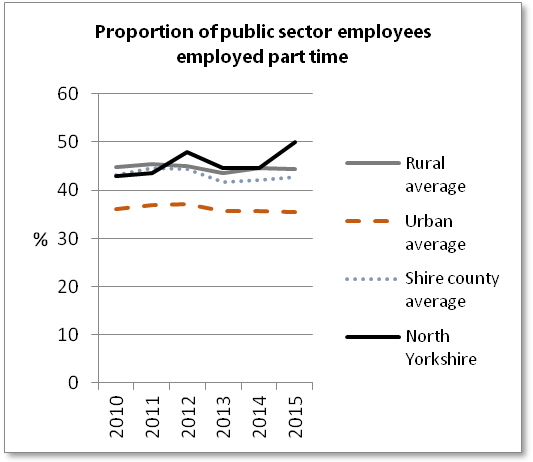 Proportion of public sector employees
employed part time
60
50
40
30
20
10
0
%
2010
2011
2012
2013
2014
2015
Rural
average
Urban
average
Shire county
average
North
Yorkshire